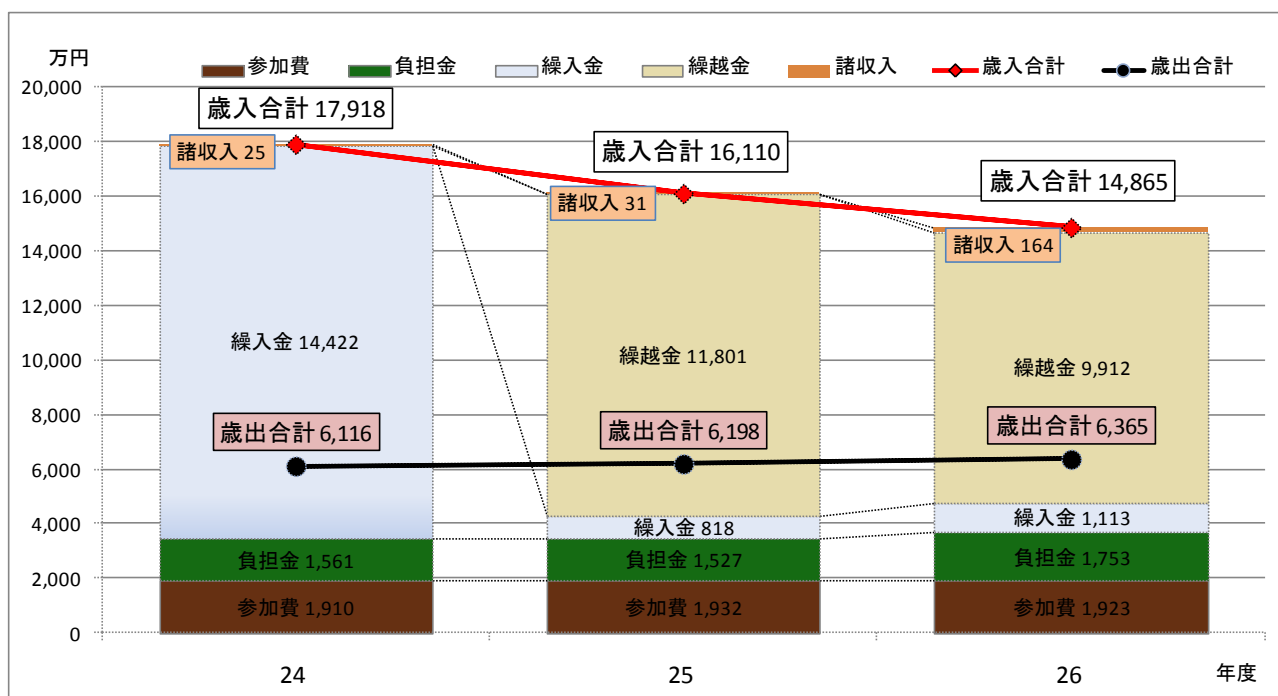 万円
参加費 負担金 繰入金 繰越金 諸収入 歳入合計 歳出合計
20,000
18,000
16,000
14,000
12,000
10,000
8,000
6,000
4,000
2,000
0
歳入合計 17,918
諸収入 25
繰入金 14,422
歳出合計 6,116
負担金 1,561
参加費 1,910
歳入合計 16,110
諸収入 31
繰越金 11,801
歳出合計 6,198
繰入金 818
負担金 1,527
参加費 1,932
歳入合計 14,865
諸収入 164
繰越金 9,912
歳出合計 6,365
繰入金 1,113
負担金 1,753
参加費 1,923
24 25 26 年度